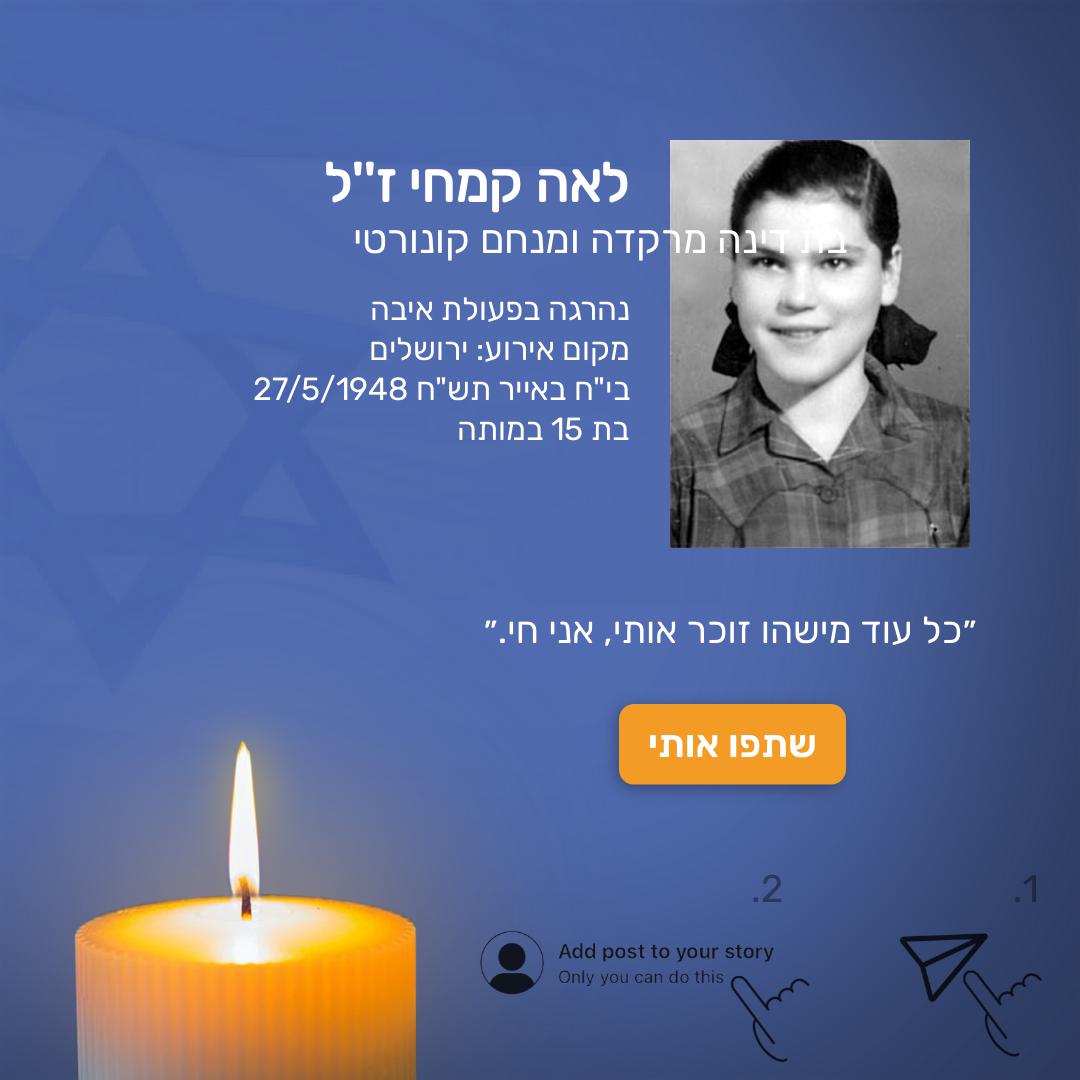 לאה קמחי ז"ל
בת דינה מרקדה ומנחם קונורטי
נהרגה בפעולת איבה
מקום אירוע: ירושלים
בי"ח באייר תש"ח 27/5/1948
בת 15 במותה
״כל עוד מישהו זוכר אותי, אני חי.״
שתפו אותי
1.
2.
Add post to your story
Only you can do this